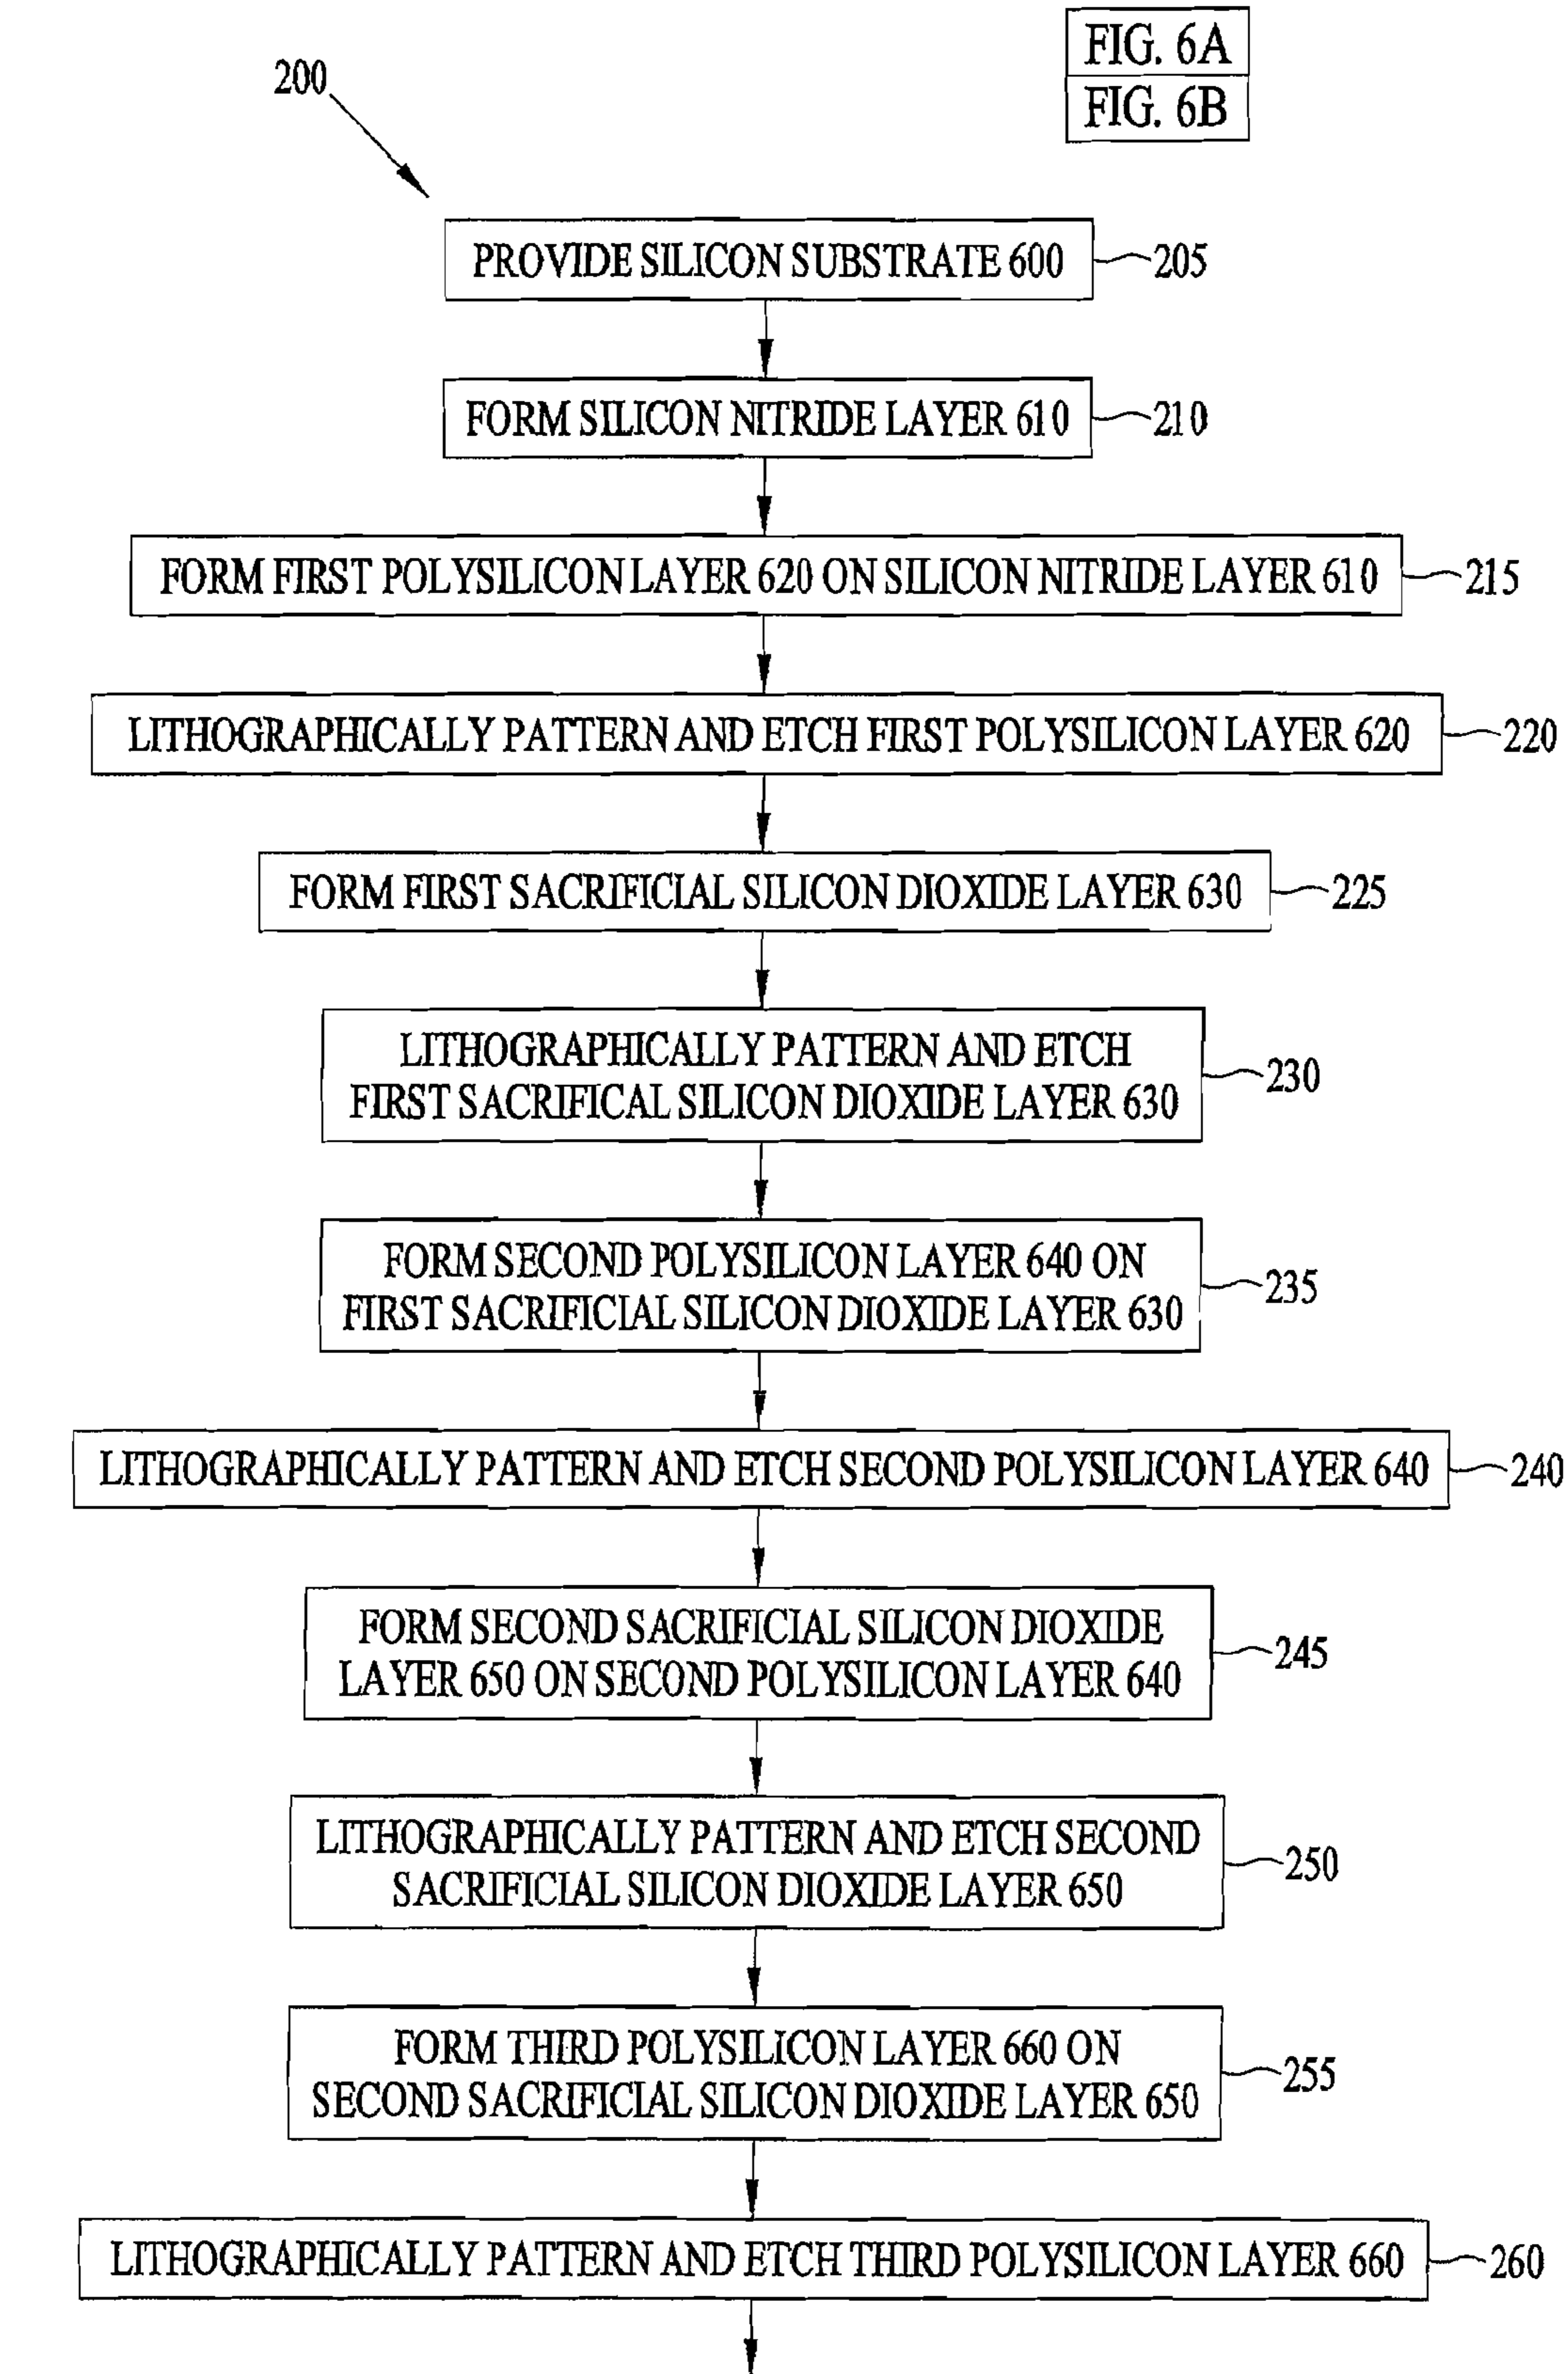 FIG. 6A
FIG. 6B
200
PROVIDE SILICON SUBSTRATE 600
205
FORM SILICON NITRIDE LAYER 610
210
FORM FIRST POLYSILICON LAYER 620 ON SILICON NITRIDE LAYER 610
215
LITHOGRAPHICALLY PATTERN AND ETCH FIRST POLYSILICON LAYER 620
220
FORM FIRST SACRIFICIAL SILICON DIOXIDE LAYER 630
225
LITHOGRAPHICALLY PATTERN AND ETCH
FIRST SACRIFICAL SILICON DIOXIDE LAYER 630
230
FORM SECOND POLYSILICON LAYER 640 ON
FIRST SACRIFICIAL SILICON DIOXIDE LAYER 630
235
LITHOGRAPHICALLY PATTERN AND ETCH SECOND POLYSILICON LAYER 640
240
FORM SECOND SACRIFICIAL SILICON DIOXIDE
LAYER 650 ON SECOND POLYSILICON LAYER 640
245
LITHOGRAPHICALLY PATTERN AND ETCH SECOND
SACRIFICIAL SILICON DIOXIDE LAYER 650
250
FORM THIRD POLYSILICON LAYER 660 ON
SECOND SACRIFICIAL SILICON DIOXIDE LAYER 650
255
LITHOGRAPHICALLY PATTERN AND ETCH THIRD POLYSILICON LAYER 660
260